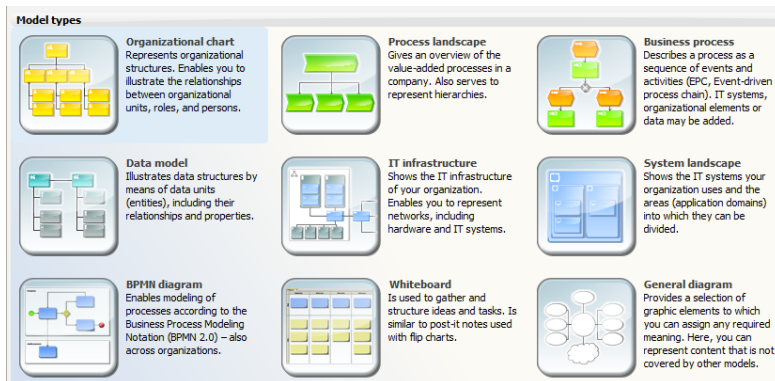 Model types
Organizational chart
Represents organizational
structures. Enables you to
illustrate the relationships
between organizational
units, roles, and persons.
Process landscape
Gives an overview of the
value-added processes in a
company. Also serves to
represent hierarchies.
Business process
Describes a process as a
sequence of events and
activities (EPC, Event-driven
process chain). IT systems,
organizational elements or
data may be added.
Data model
Illustrates data structures by
means of data units
(entities), including their
relationships and properties.
IT infrastructure
Shows the IT infrastructure
of your organization.
Enables you to represent
networks, including
hardware and IT systems.
System landscape
Shows the IT systems your
organization uses and the
areas (application domains)
into which they can be
divided.
BPMN diagram
Enables modeling of
processes according to the
Business Process Modeling
Notation (BPMN 2.0) – also
across organizations.
Whiteboard
Is used to gather and
structure ideas and tasks. Is
similar to post-it notes used
with flip charts.
General diagram
Provides a selection of
graphic elements to which
you can assign any required
meaning. Here, you can
represent content that is not
covered by other models.